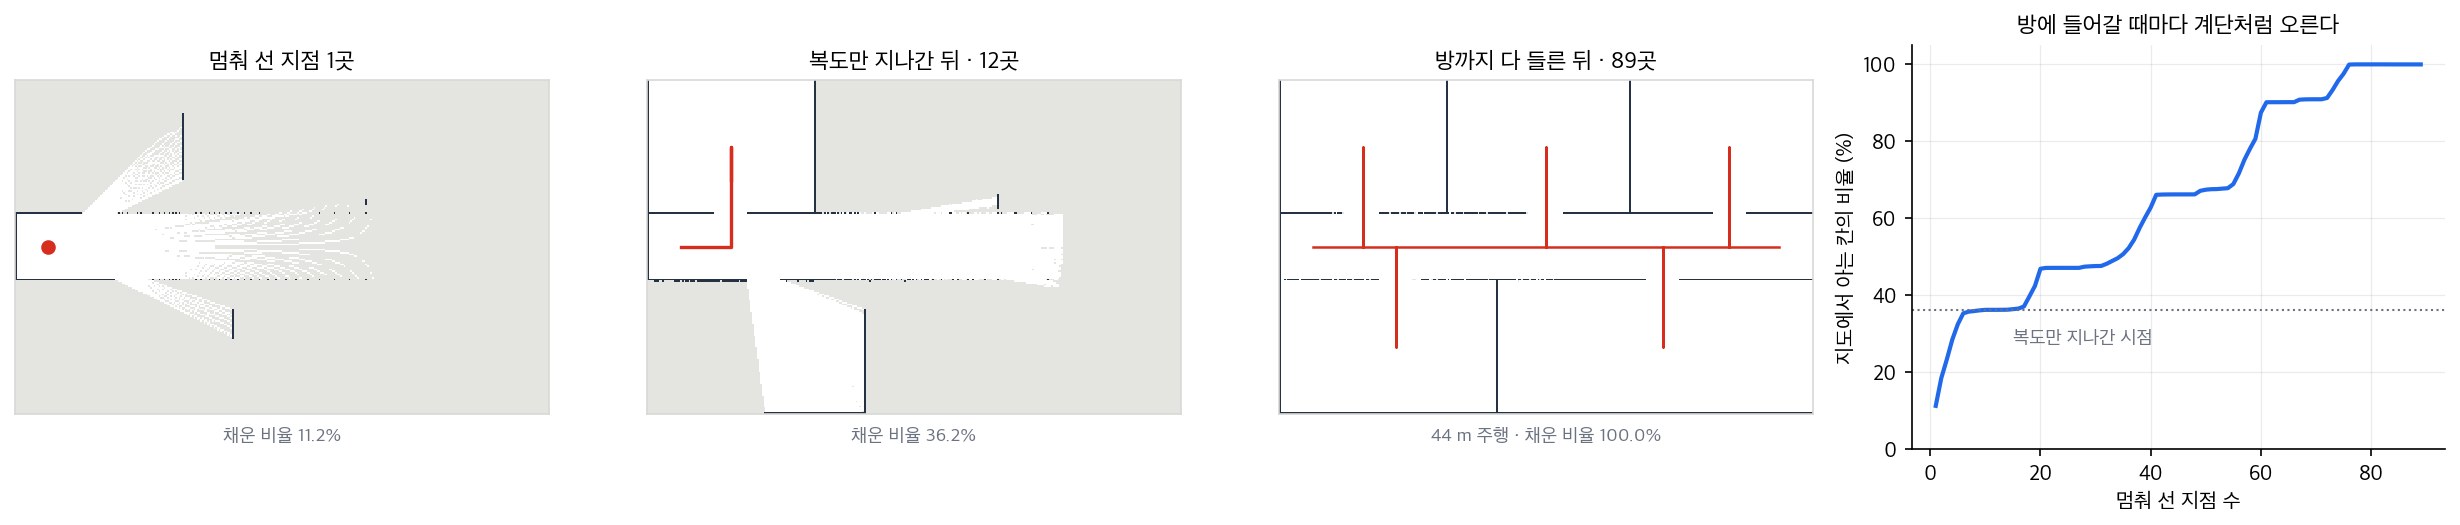 멈춰 선 지점 1곳
채운 비율 11.2%
복도만 지나간 뒤 · 12곳
채운 비율 36.2%
방까지 다 들른 뒤 · 89곳
44 m 주행 · 채운 비율 100.0%
방에 들어갈 때마다 계단처럼 오른다
지도에서 아는 칸의 비율 (%)
100
80
60
40
20
0
복도만 지나간 시점
0 20 40 60 80
멈춰 선 지점 수